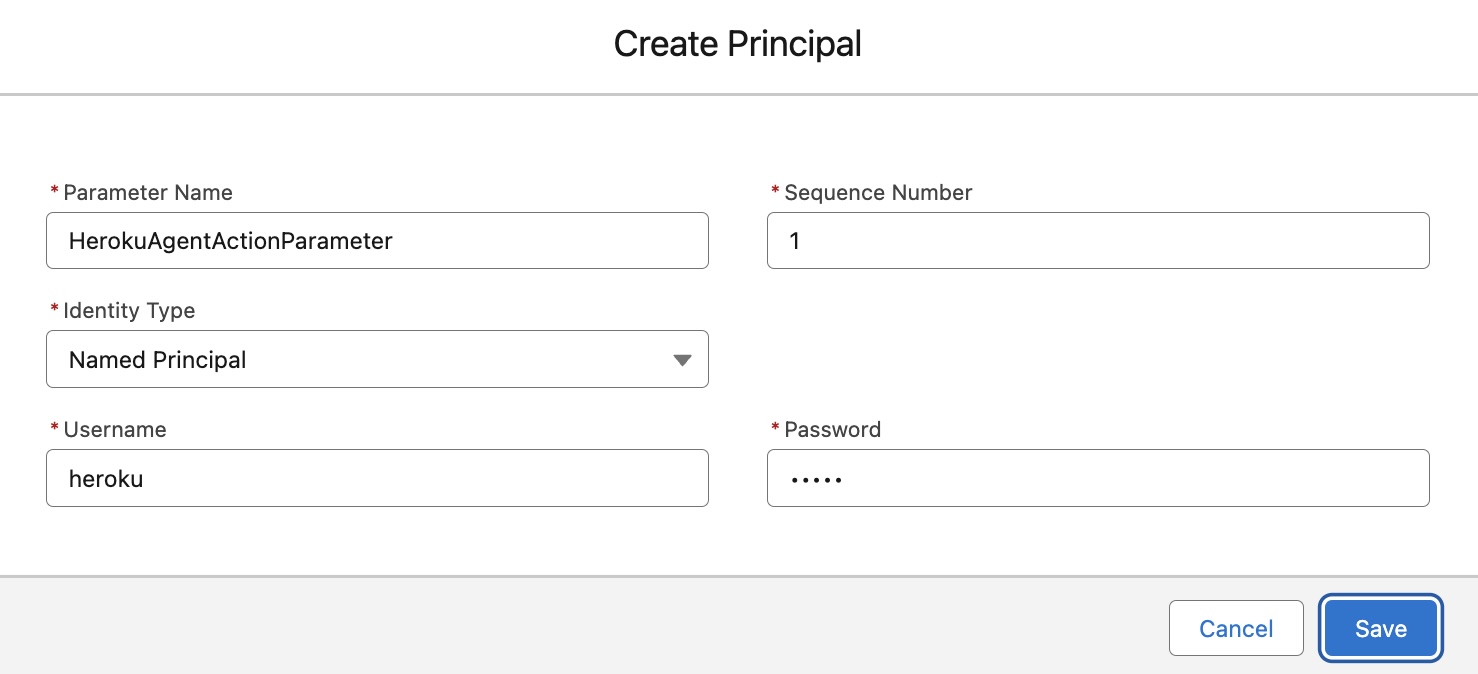 Create Principal
* Parameter Name
HerokuAgentActionParameter
* Sequence Number
1
* Identity Type
Named Principal
* Username
heroku
* Password
•••••
Cancel
Save